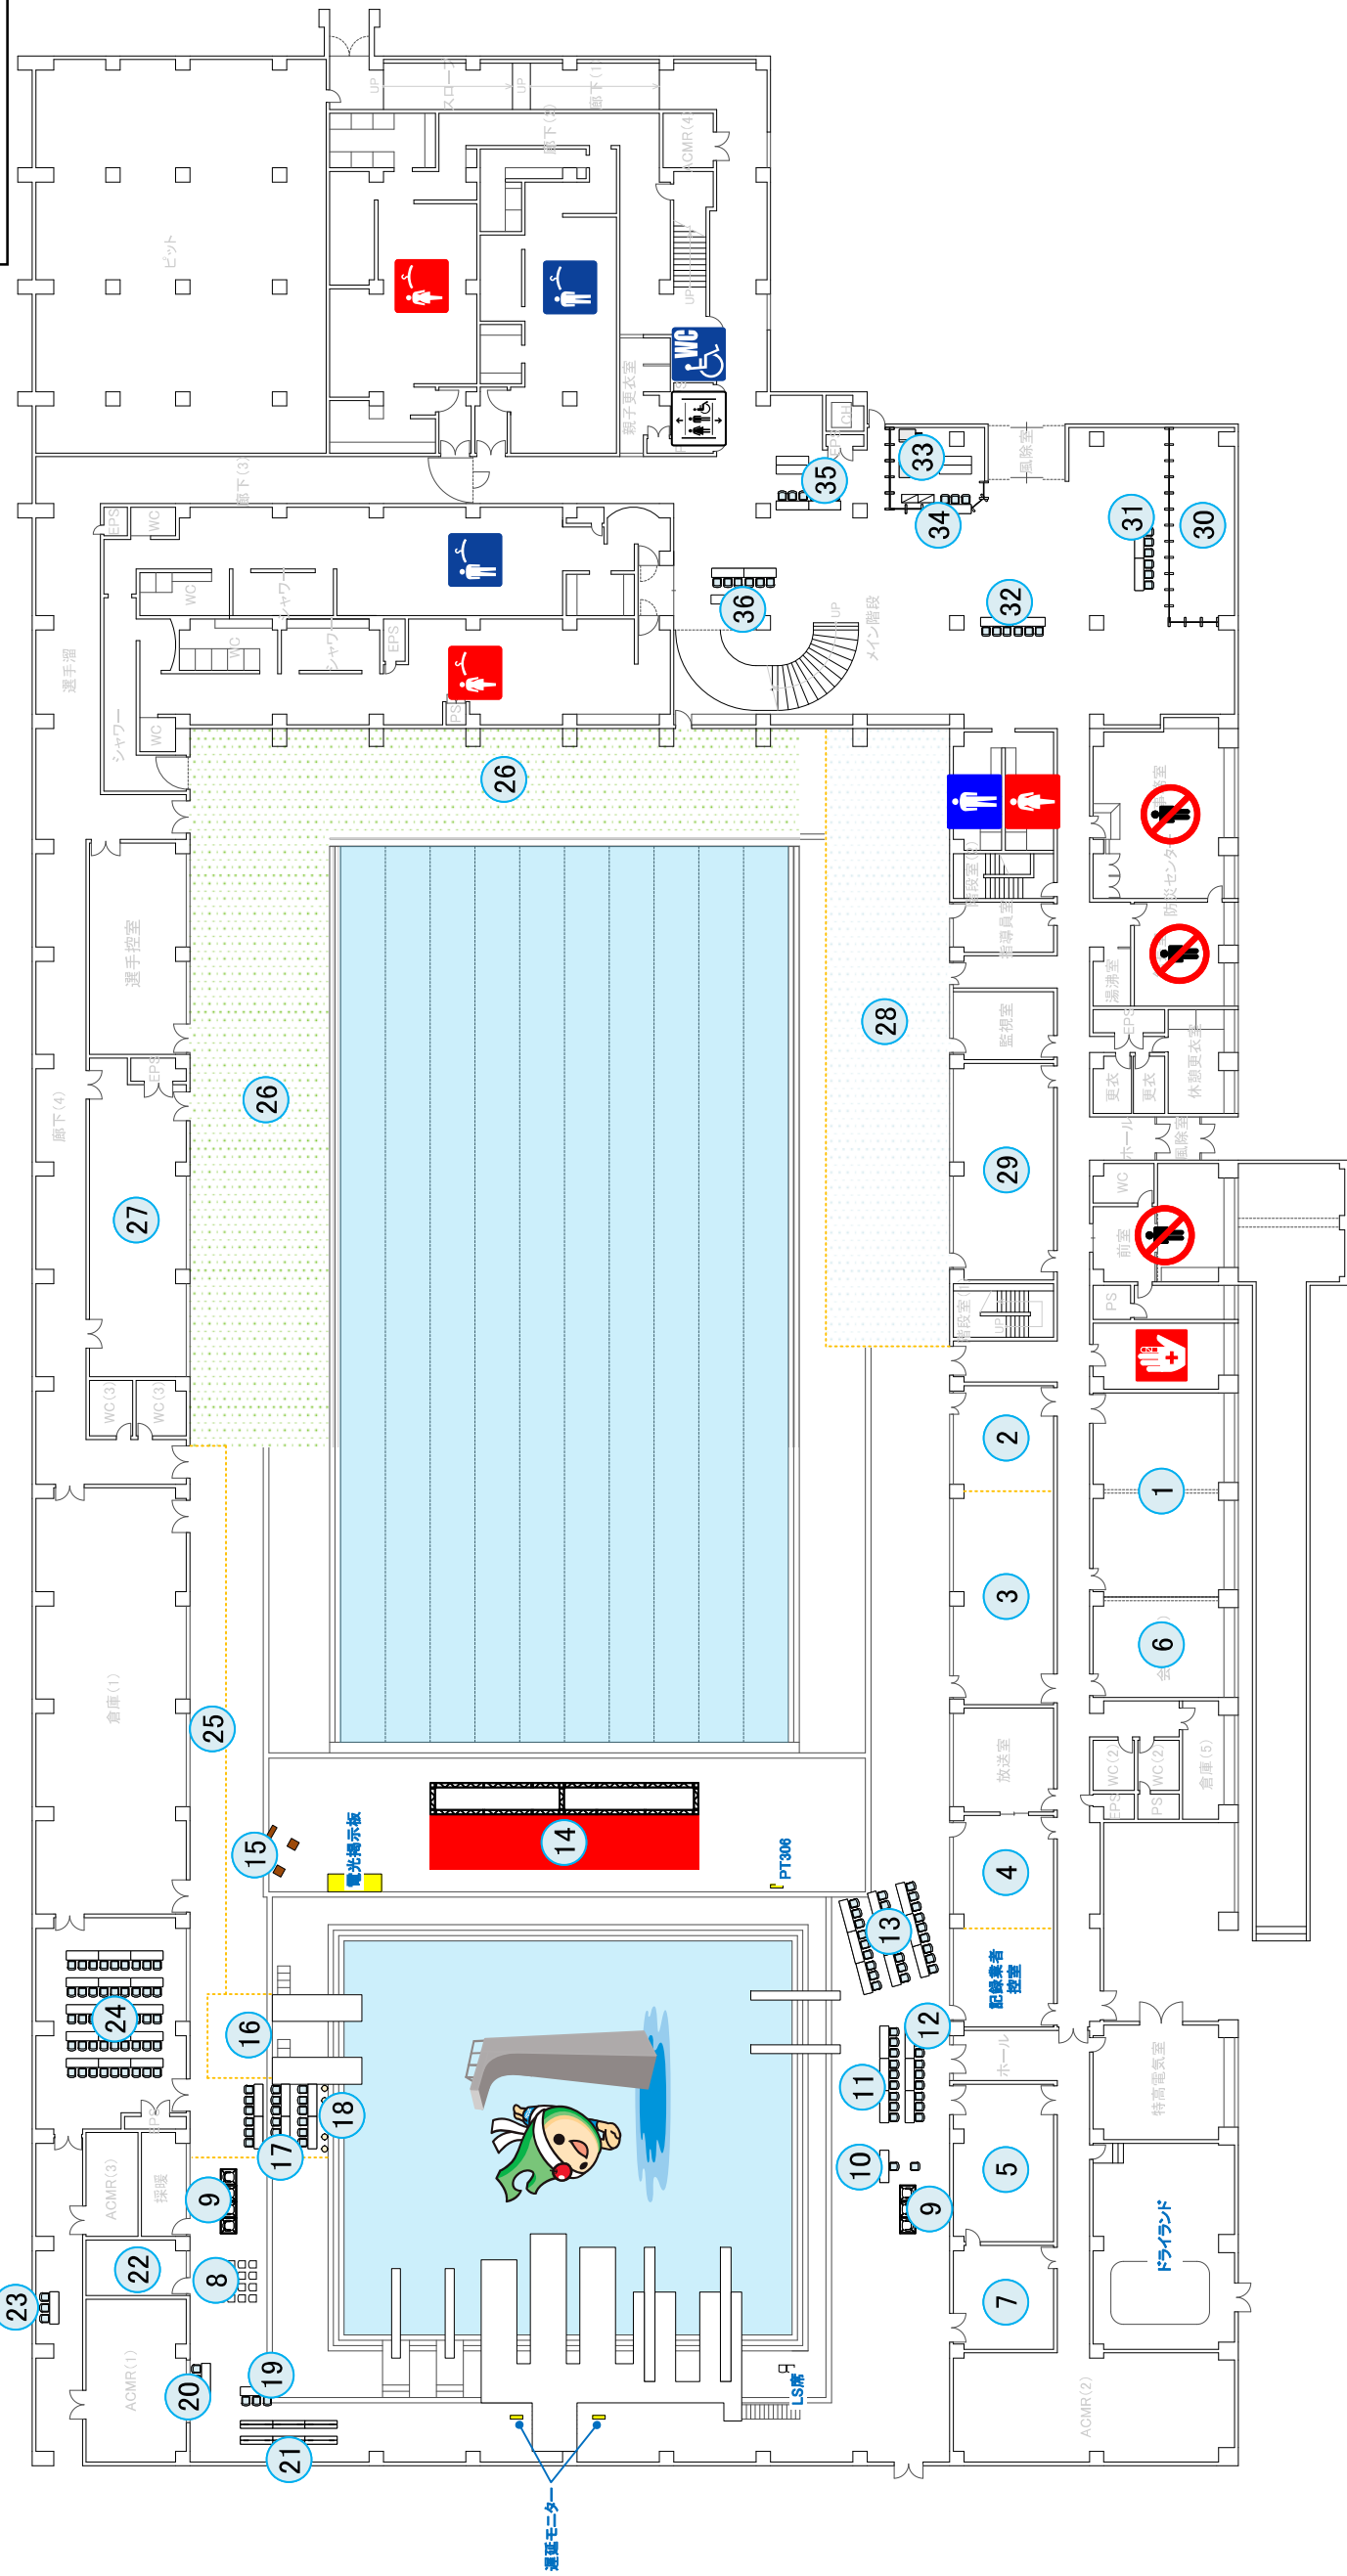 ピット
UP
スロープ
UP
廊下(1)
廊下(2)
ACMR(4)
UP
親子更衣室
WC
廊下(3)
EPS
WC
WC
シャワー
選手溜
シャワー
WC
シャワー
EPS
WC
PS
EPS
35
33
34
風除室
31
30
32
36
UP
メイン階段
26
選手控室
EPS
廊下(4)
26
27
WC(3)
WC(3)
28
指導員室
監視室
29
UP
防災センター
湯沸室
EPS
更衣
更衣
休憩更衣室
ホール
風除室
WC
前室
PS
2
3
1
6
倉庫(1)
25
放送室
WC(2)
WC(2)
EPS
PS
倉庫(5)
15
電光掲示板
14
PT306
4
13
記録業者
控室
24
16
12
11
ホール
特高電気室
18
17
10
9
5
EPS
ACMR(3)
採暖
9
22
8
7
ドライランド
23
ACMR(1)
20
19
21
LS席
ACMR(2)
遅延モニター